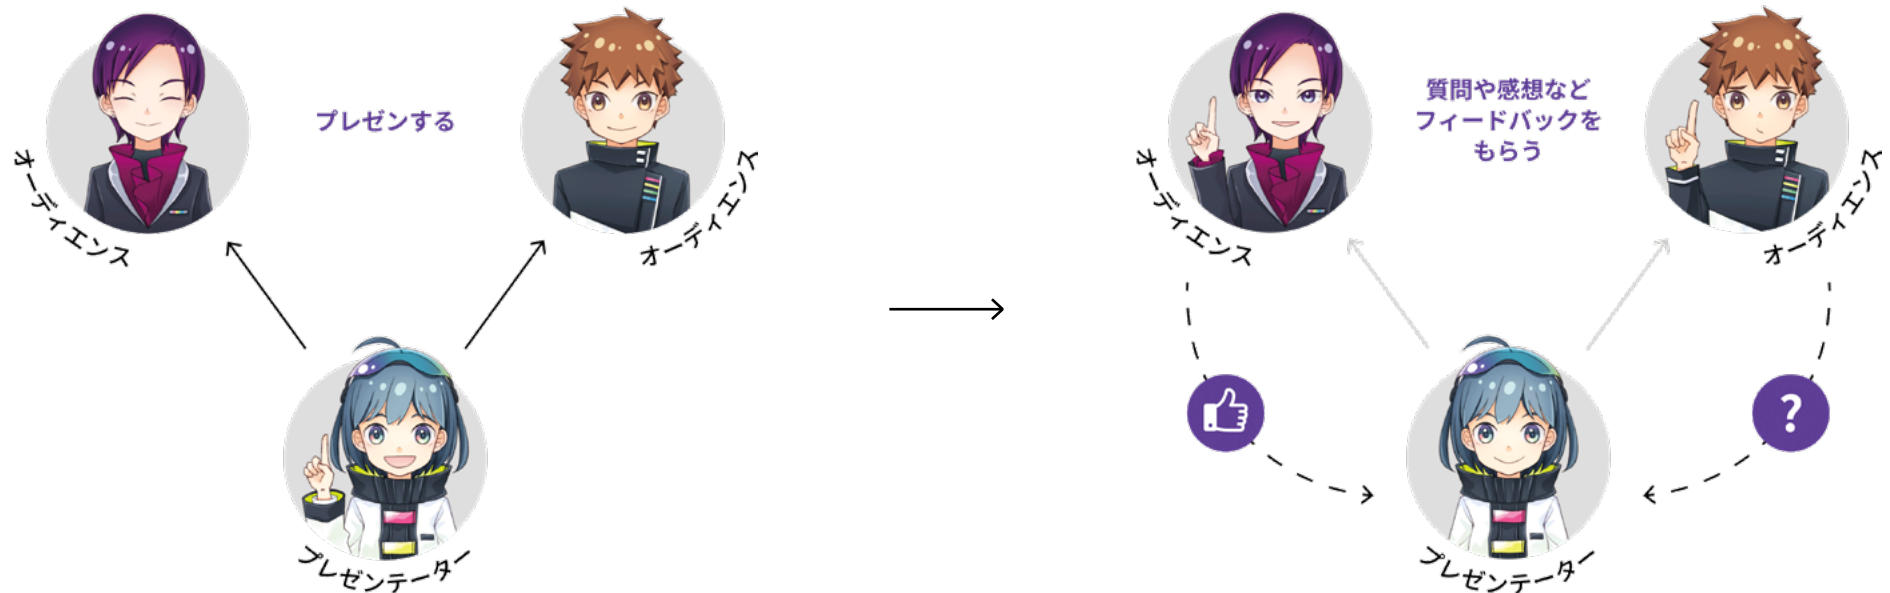 プレゼンする
オーディエンス
オーディエンス
プレゼンテーター
質問や感想など
フィードバックを
もらう
オーディエンス
オーディエンス
?
プレゼンテーター